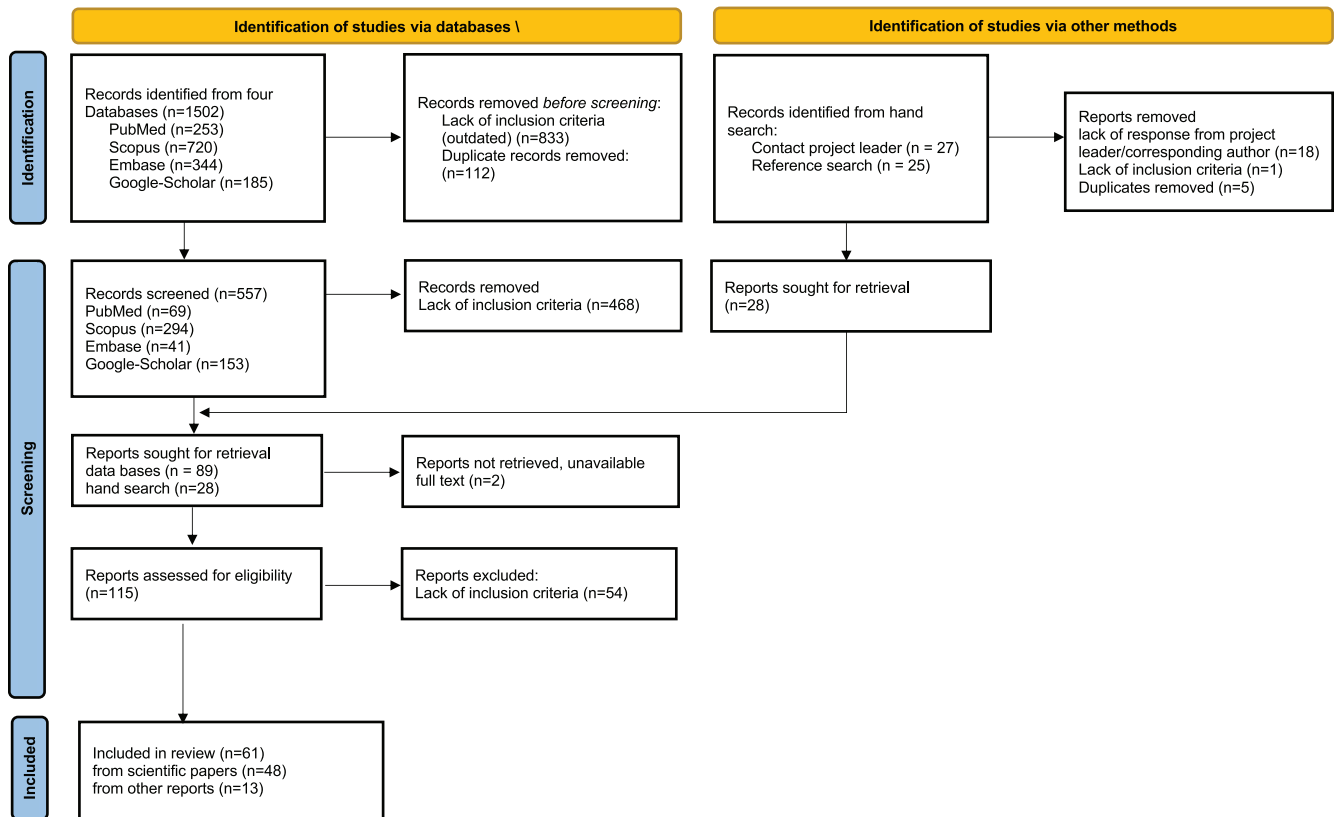 Identification of studies via databases \
Identification of studies via other methods
Identification
Records identified from four
Databases (n=1502)
PubMed (n=253)
Scopus (n=720)
Embase (n=344)
Google-Scholar (n=185)
Records removed before screening:
Lack of inclusion criteria
(outdated) (n=833)
Duplicate records removed:
(n=112)
Records identified from hand
search:
Contact project leader (n = 27)
Reference search (n = 25)
Reports removed
lack of response from project
leader/corresponding author (n=18)
Lack of inclusion criteria (n=1)
Duplicates removed (n=5)
Screening
Records screened (n=557)
PubMed (n=69)
Scopus (n=294)
Embase (n=41)
Google-Scholar (n=153)
Records removed
Lack of inclusion criteria (n=468)
Reports sought for retrieval
(n=28)
Reports sought for retrieval
data bases (n = 89)
hand search (n=28)
Reports not retrieved, unavailable
full text (n=2)
Reports assessed for eligibility
(n=115)
Reports excluded:
Lack of inclusion criteria (n=54)
Included
Included in review (n=61)
from scientific papers (n=48)
from other reports (n=13)